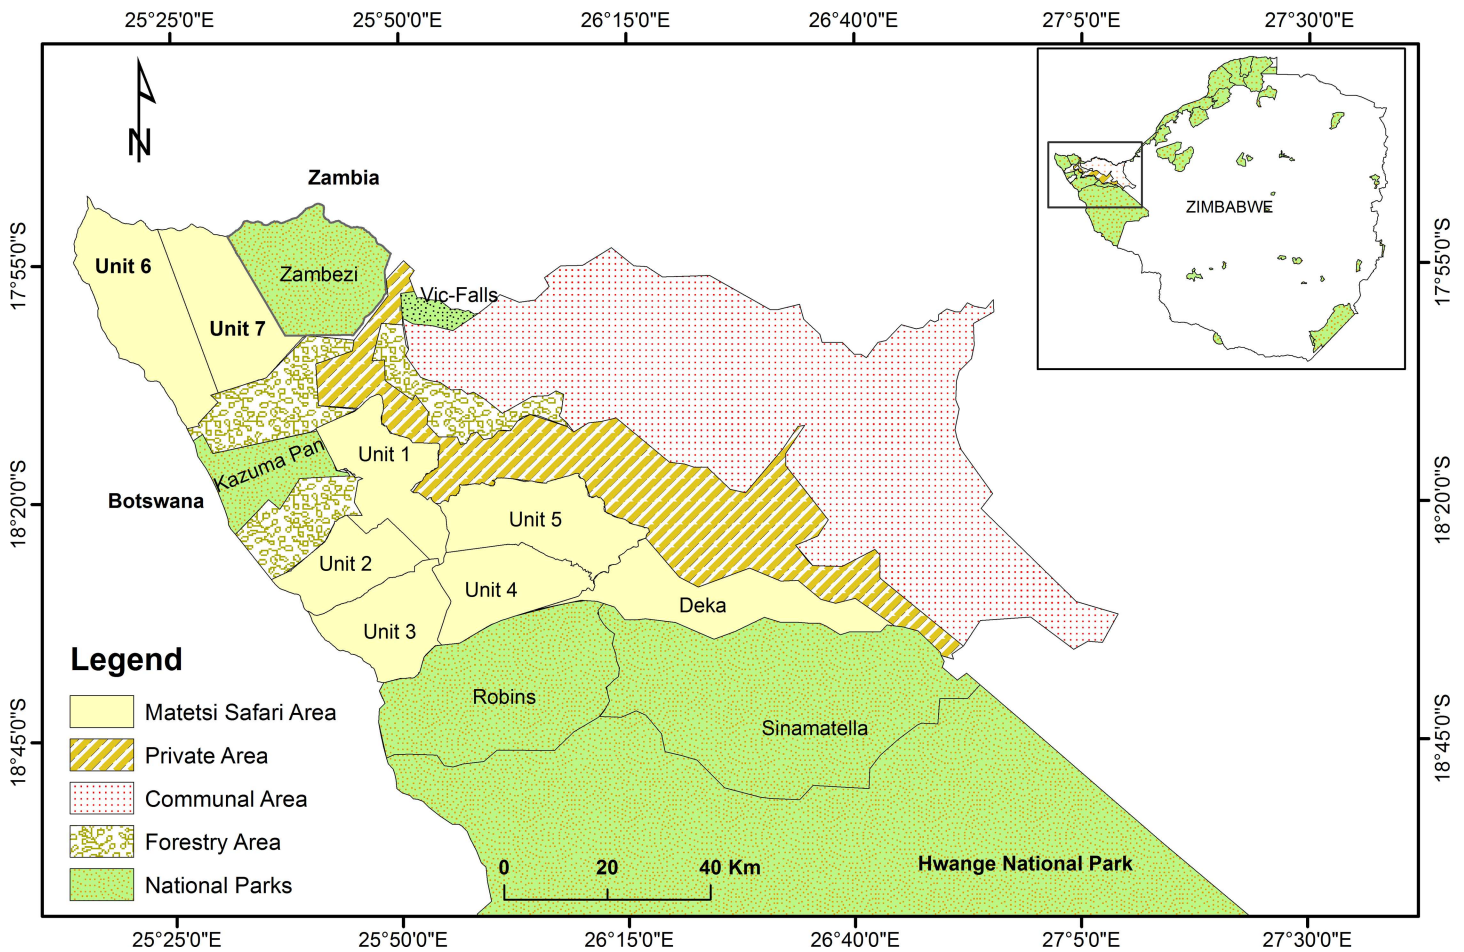 25°25'0"E
25°50'0"E
26°15'0"E
26°40'0"E
27°5'0"E
27°30'0"E
N
Zambia
ZIMBABWE
17°55'0"S
17°55'0"S
Unit 6
Zambezi
Vic-Falls
Unit 7
Unit 1
Kazuma Pan
Botswana
18°20'0"S
18°20'0"S
Unit 5
Unit 2
Unit 4
Deka
Unit 3
Legend
Robins
Matetsi Safari Area
Sinamatella
18°45'0"S
18°45'0"S
Private Area
Communal Area
Forestry Area
National Parks
0 20 40 Km
Hwange National Park
25°25'0"E
25°50'0"E
26°15'0"E
26°40'0"E
27°5'0"E
27°30'0"E